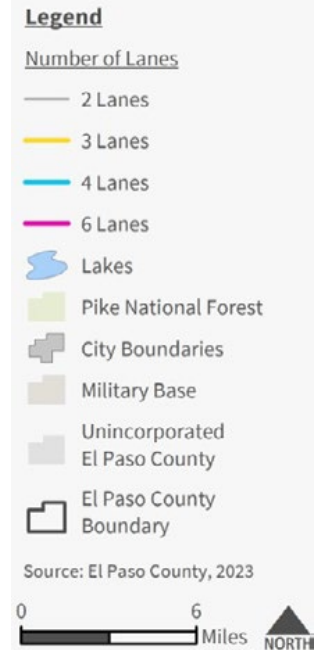 Legend
Number of Lanes
2 Lanes
3 Lanes
4 Lanes
6 Lanes
Lakes
Pike National Forest
City Boundaries
Military Base
Unincorporated
El Paso County
El Paso County
Boundary
Source: El Paso County, 2023
0 6
Miles NORTH